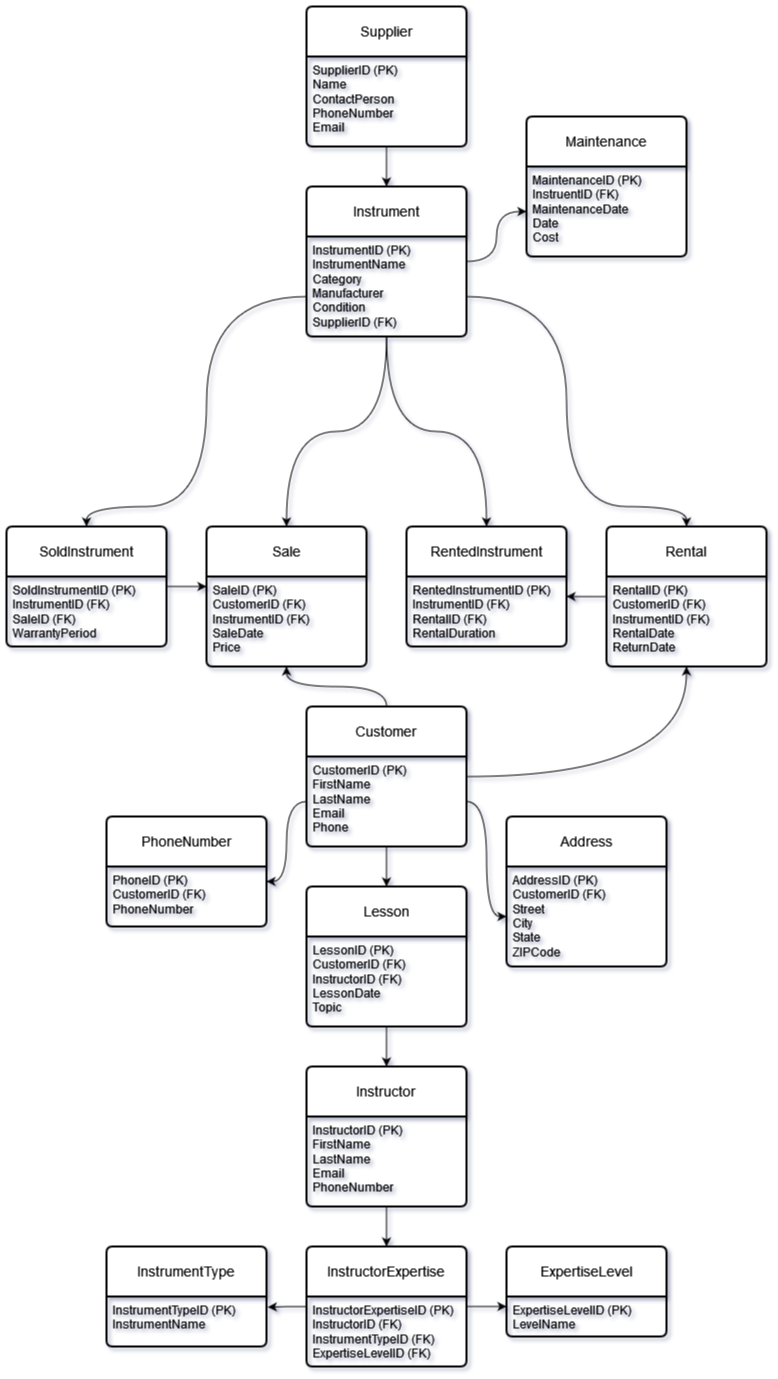 Supplier
SupplierID (PK)
Name
ContactPerson
PhoneNumber
Email
Maintenance
MaintenanceID (PK)
InstruentID (FK)
MaintenanceDate
Date
Cost
Instrument
InstrumentID (PK)
InstrumentName
Category
Manufacturer
Condition
SupplierID (FK)
SoldInstrument
SoldInstrumentID (PK)
InstrumentID (FK)
SaleID (FK)
WarrantyPeriod
Sale
SaleID (PK)
CustomerID (FK)
InstrumentID (FK)
SaleDate
Price
RentedInstrument
RentedInstrumentID (PK)
InstrumentID (FK)
RentalID (FK)
RentalDuration
Rental
RentalID (PK)
CustomerID (FK)
InstrumentID (FK)
RentalDate
ReturnDate
Customer
CustomerID (PK)
FirstName
LastName
Email
Phone
PhoneNumber
PhoneID (PK)
CustomerID (FK)
PhoneNumber
Address
AddressID (PK)
CustomerID (FK)
Street
City
State
ZIPCode
Lesson
LessonID (PK)
CustomerID (FK)
InstructorID (FK)
LessonDate
Topic
Instructor
InstructorID (PK)
FirstName
LastName
Email
PhoneNumber
InstrumentType
InstrumentTypeID (PK)
InstrumentName
InstructorExpertise
InstructorExpertiseID (PK)
InstructorID (FK)
InstrumentTypeID (FK)
ExpertiseLevelID (FK)
ExpertiseLevel
ExpertiseLevelID (PK)
LevelName